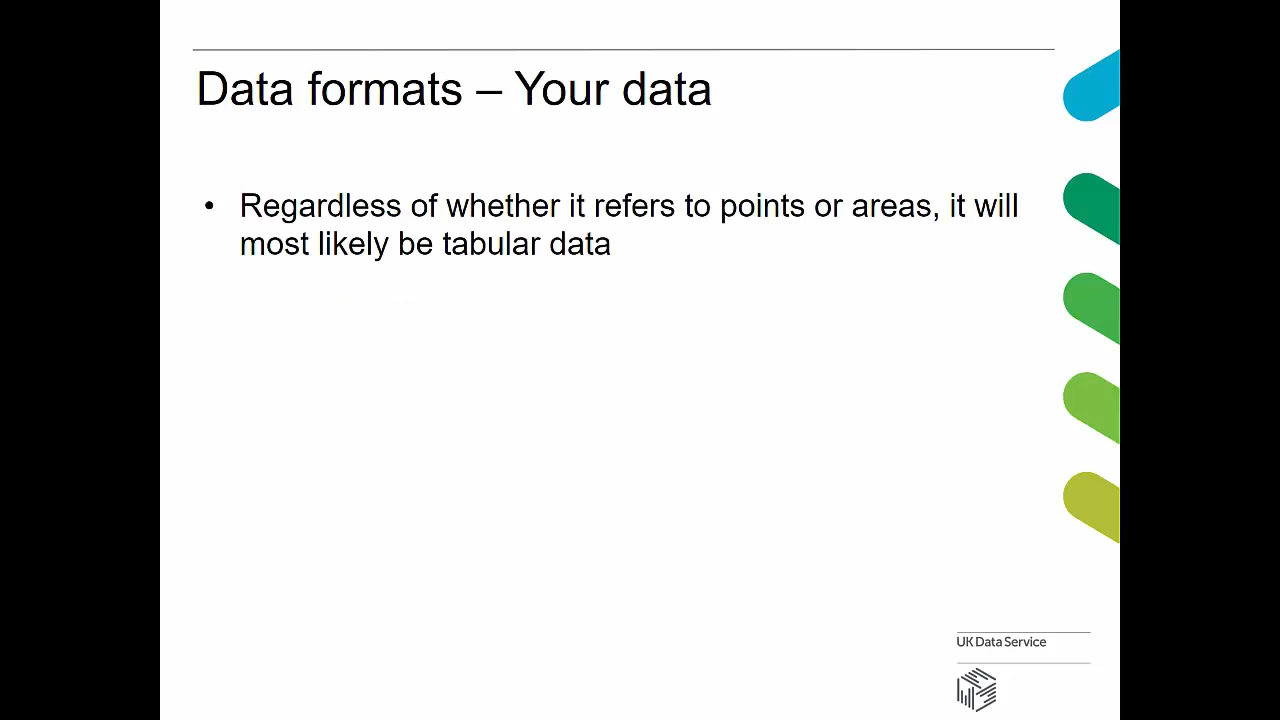 Data formats – Your data
• Regardless of whether it refers to points or areas, it will
most likely be tabular data
UK Data Service